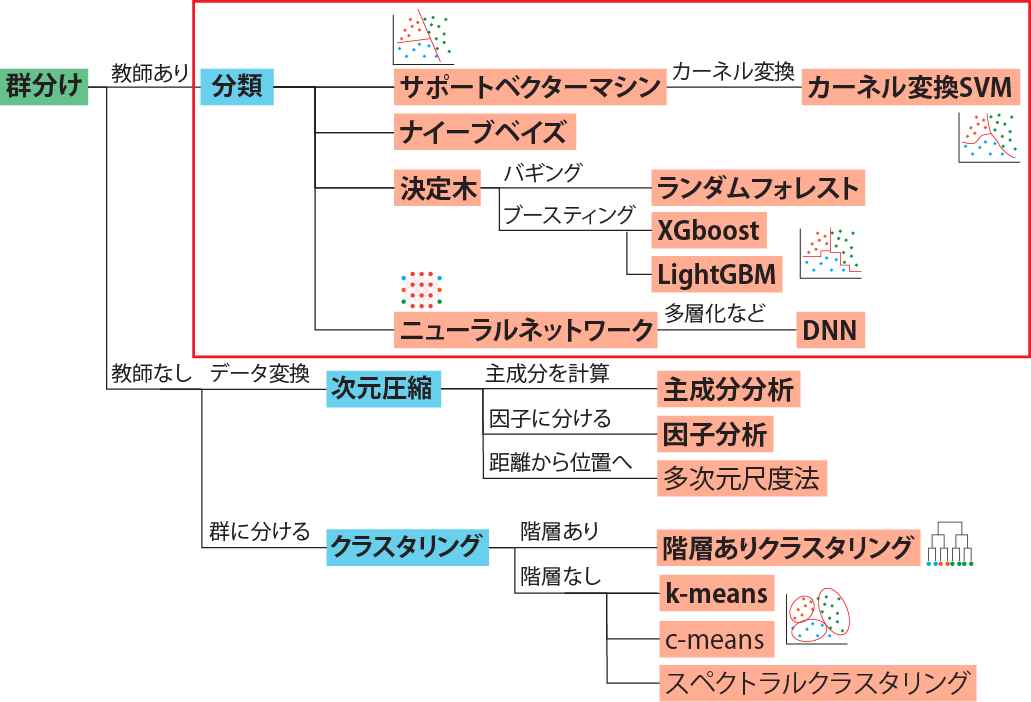 群分け
教師あり
分類
サポートベクターマシン
カーネル変換
カーネル変換SVM
ナイーブベイズ
決定木
バギング
ランダムフォレスト
ブースティング
XGboost
LightGBM
ニューラルネットワーク
多層化など
DNN
教師なし
データ変換
次元圧縮
主成分を計算
主成分分析
因子に分ける
因子分析
距離から位置へ
多次元尺度法
群に分ける
クラスタリング
階層あり
階層ありクラスタリング
階層なし
k-means
c-means
スペクトラルクラスタリング